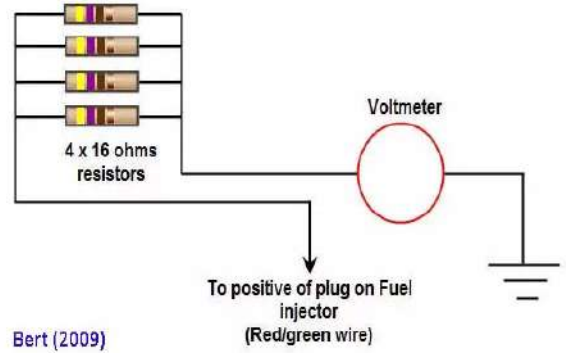 4 x 16 ohms
resistors
Voltmeter
To positive of plug on Fuel
injector
(Red/green wire)
Bert (2009)